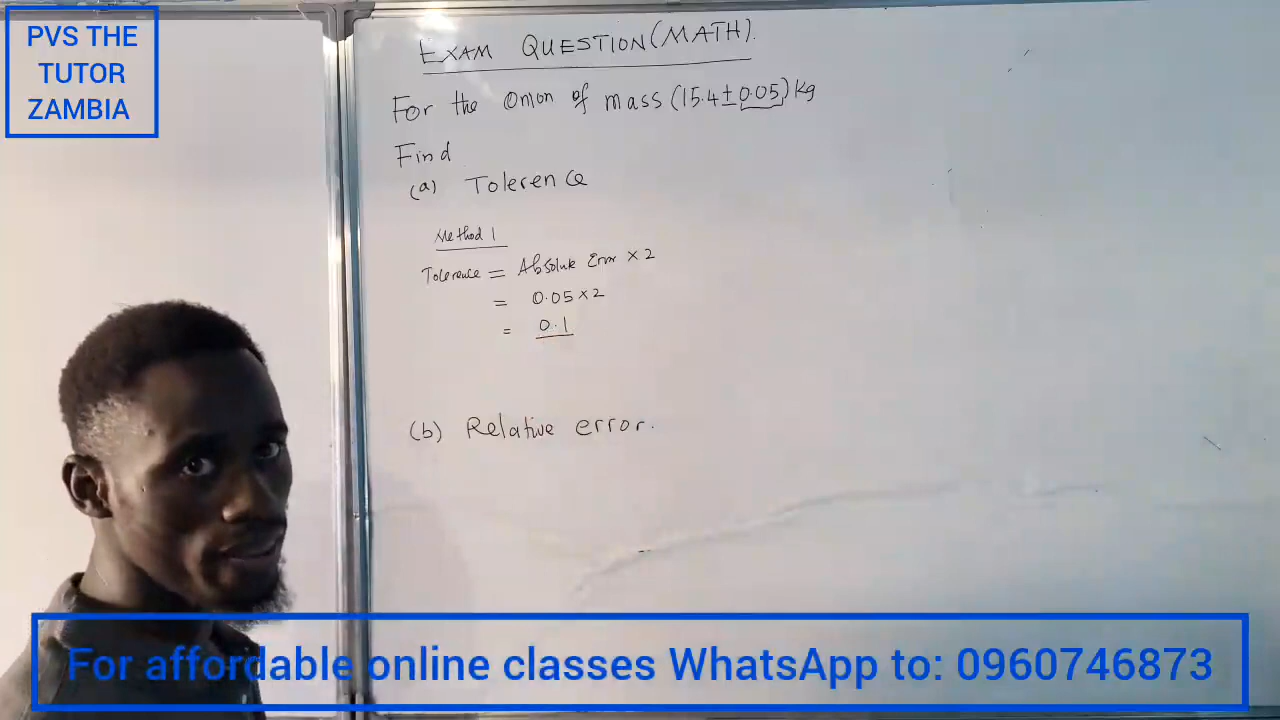 PVS THE
TUTOR
ZAMBIA
EXAM QUESTION(MATH).
For the Onion of mass (15.4±0.05)Kg
Find
(a) Tolerence
Method 1
Tolerence = Absolute Error × 2
= 0.05×2
= 0.1
(b) Relative error.
For affordable online classes WhatsApp to: 0960746873